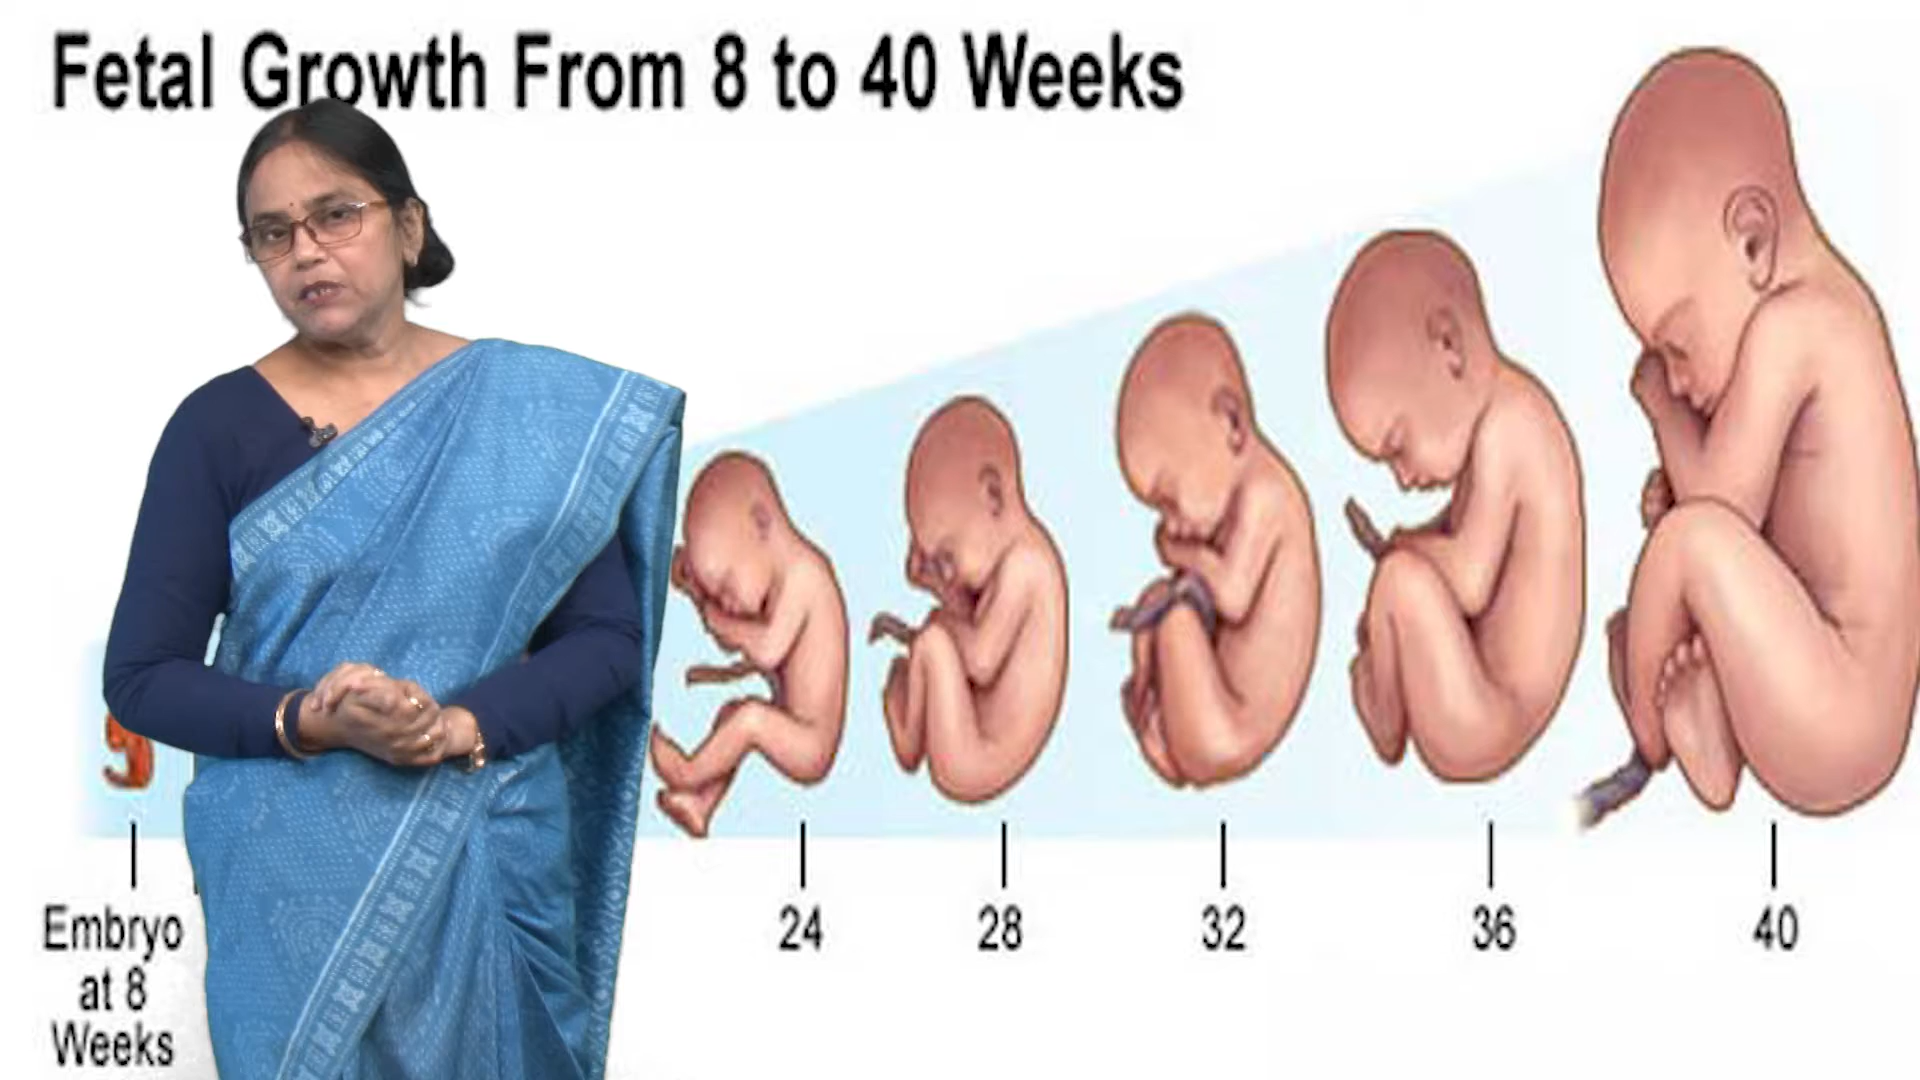 Fetal Growth From 8 to 40 Weeks
Embryo
at 8
Weeks
24
28
32
36
40